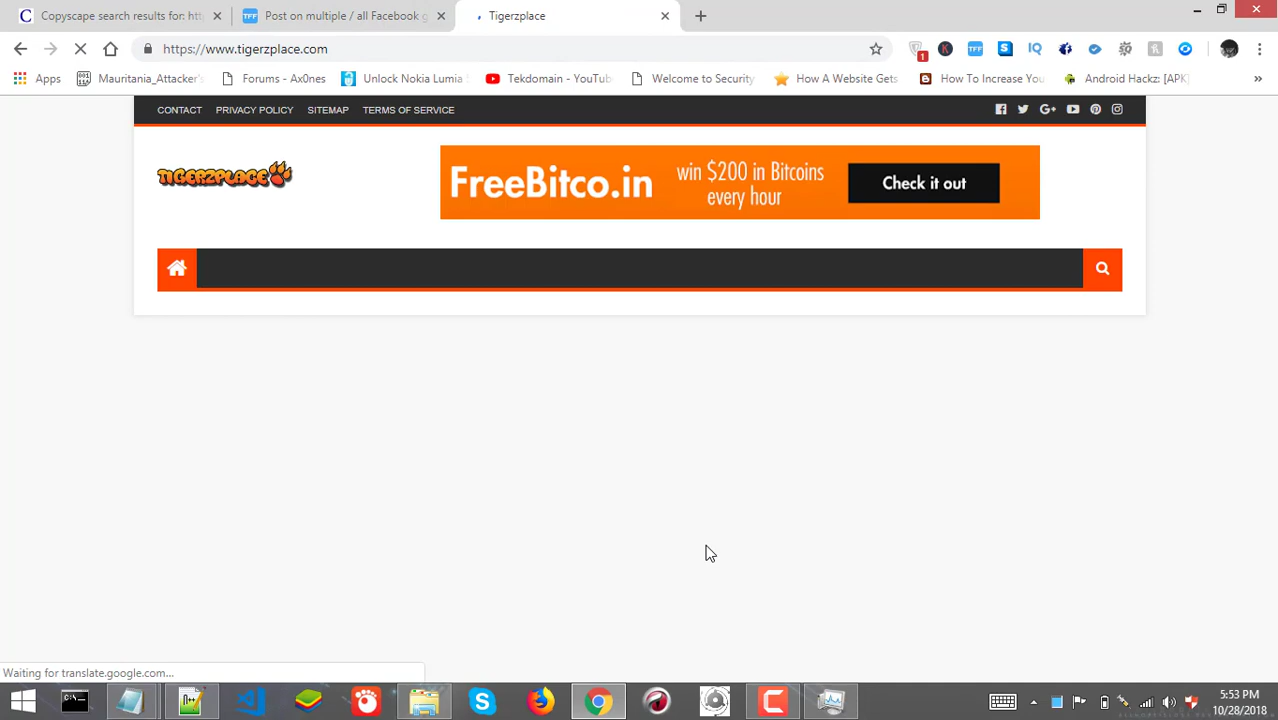 Copyscape search results for: htt
Post on multiple / all Facebook g
Tigerzplace
https://www.tigerzplace.com
1
Apps
Mauritania_Attacker's
Forums - Ax0nes
Unlock Nokia Lumia
Tekdomain - YouTub
Welcome to Security
How A Website Gets
How To Increase You
Android Hackz: [APK]
»
CONTACT PRIVACY POLICY SITEMAP TERMS OF SERVICE
TIGERZPLACE
FreeBitco.in
win $200 in Bitcoins
every hour
Check it out
Waiting for translate.google.com...
5:53 PM
10/28/2018